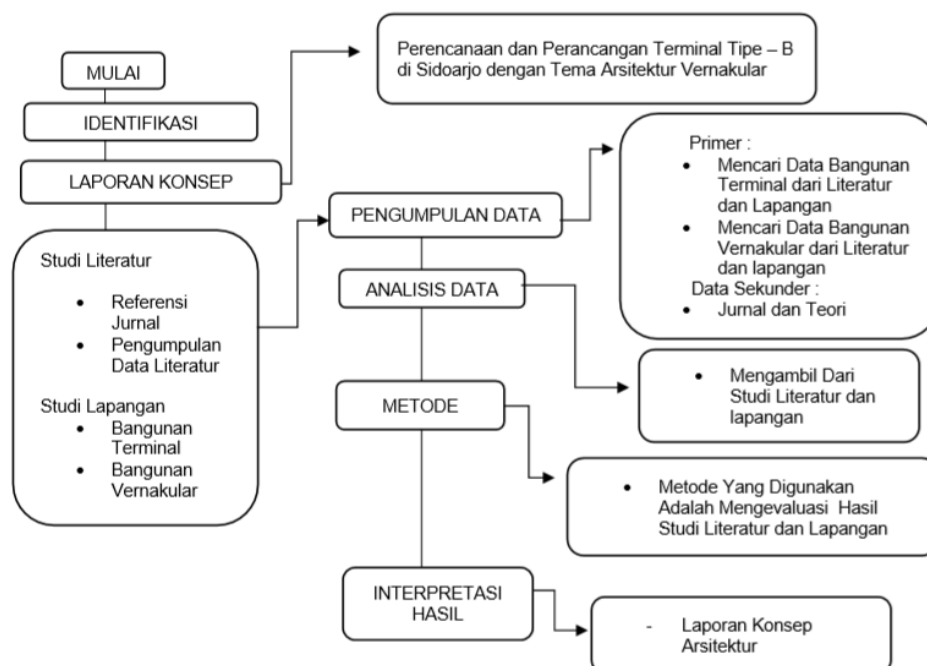 MULAI
IDENTIFIKASI
LAPORAN KONSEP
Perencanaan dan Perancangan Terminal Tipe – B
di Sidoarjo dengan Tema Arsitektur Vernakular
Studi Literatur
• Referensi
Jurnal
• Pengumpulan
Data Literatur
Studi Lapangan
• Bangunan
Terminal
• Bangunan
Vernakular
PENGUMPULAN DATA
Primer :
• Mencari Data Bangunan
Terminal dari Literatur
dan Lapangan
• Mencari Data Bangunan
Vernakular dari Literatur
dan lapangan
Data Sekunder :
• Jurnal dan Teori
ANALISIS DATA
• Mengambil Dari
Studi Literatur dan
lapangan
METODE
• Metode Yang Digunakan
Adalah Mengevaluasi Hasil
Studi Literatur dan Lapangan
INTERPRETASI
HASIL
- Laporan Konsep
Arsitektur